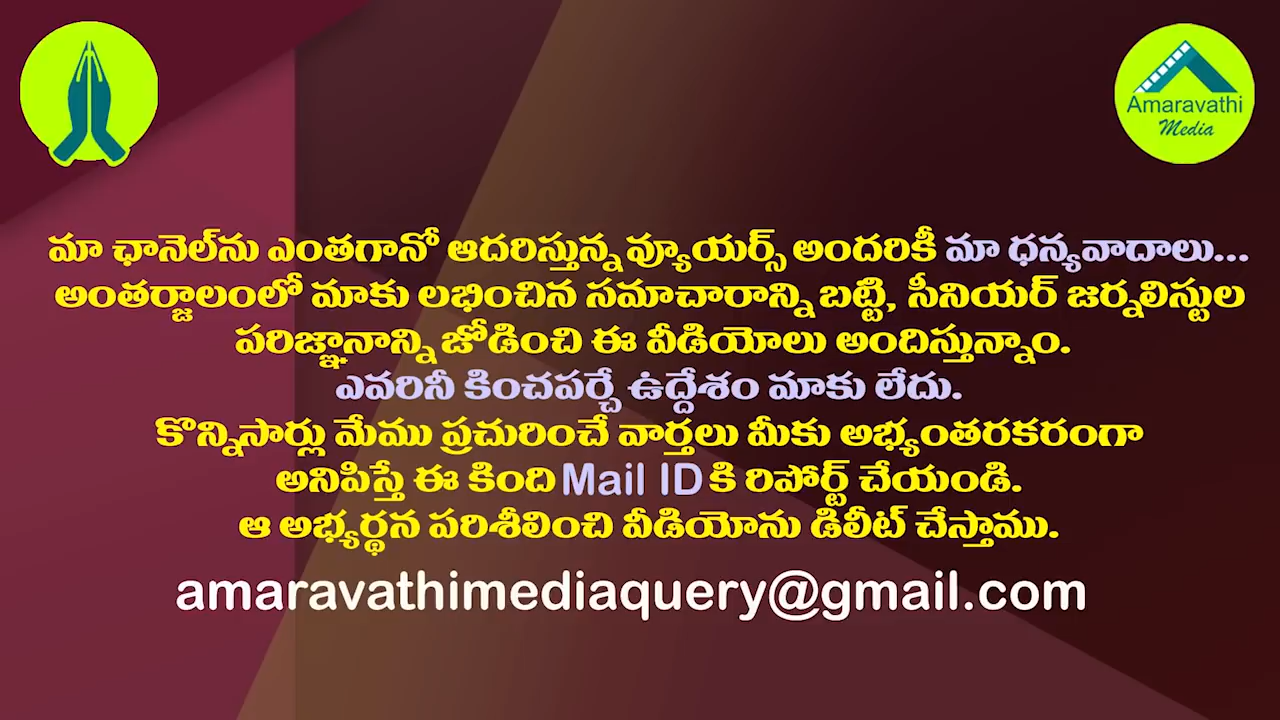 Amaravathi
Media
మా ఛానెల్‌ను ఎంతగానో ఆదరిస్తున్న వ్యూయర్స్ అందరికీ మా ధన్యవాదాలు...
అంతర్జాలంలో మాకు లభించిన సమాచారాన్ని బట్టి, సీనియర్ జర్నలిస్టుల
పరిజ్ఞానాన్ని జోడించి ఈ వీడియోలు అందిస్తున్నాం.
ఎవరినీ కించపర్చే ఉద్దేశం మాకు లేదు.
కొన్నిసార్లు మేము ప్రచురించే వార్తలు మీకు అభ్యంతరకరంగా
అనిపిస్తే ఈ కింది Mail ID కి రిపోర్ట్ చేయండి.
ఆ అభ్యర్థన పరిశీలించి వీడియోను డిలీట్ చేస్తాము.
amaravathimediaquery@gmail.com